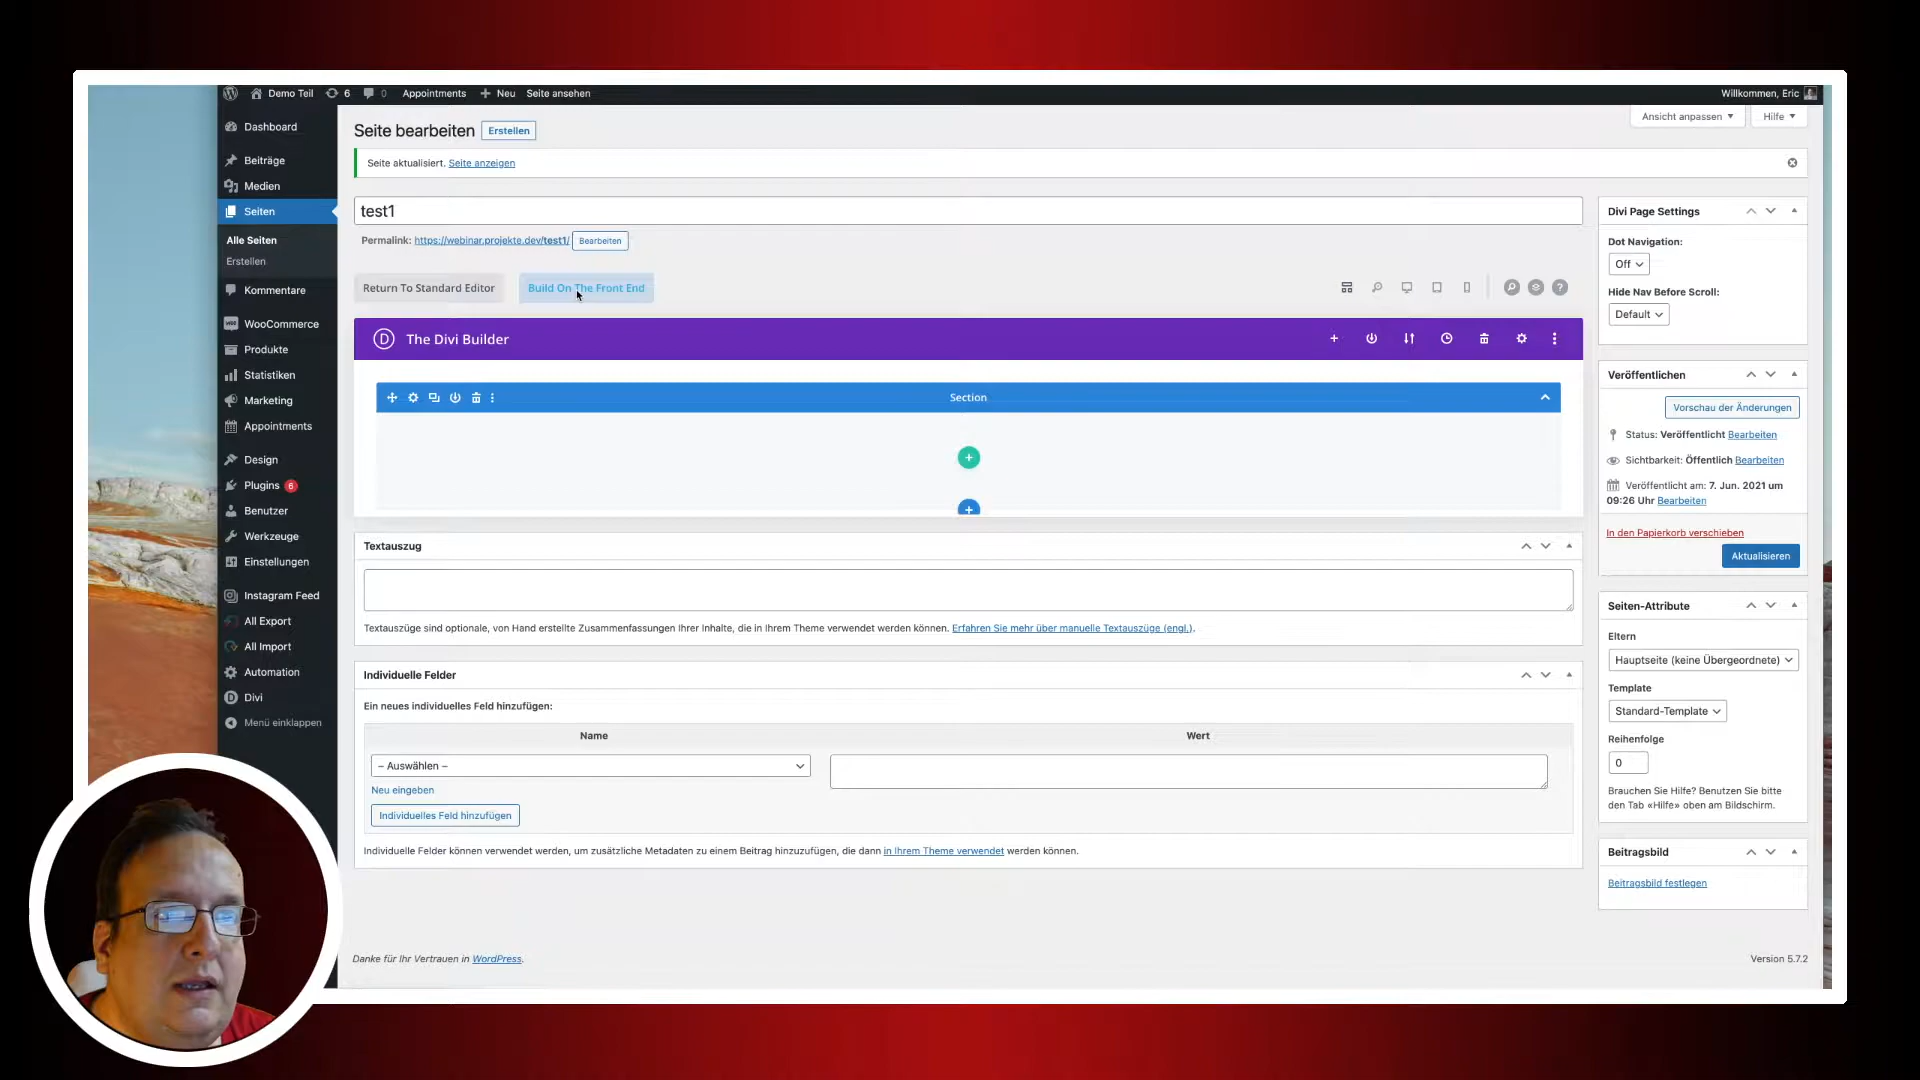 Demo Teil 6 0 Appointments + Neu Seite ansehen Willkommen, Eric
Dashboard
Beiträge
Medien
Seiten
Alle Seiten
Erstellen
Kommentare
WooCommerce
Produkte
Statistiken
Marketing
Appointments
Design
Plugins 6
Benutzer
Werkzeuge
Einstellungen
Instagram Feed
All Export
All Import
Automation
Divi
Menü einklappen
Ansicht anpassen Hilfe
Seite bearbeiten Erstellen
Seite aktualisiert. Seite anzeigen
test1
Permalink: https://webinar.projekte.dev/test1/ Bearbeiten
Return To Standard Editor Build On The Front End
D The Divi Builder
Section
Textauszug
Textauszüge sind optionale, von Hand erstellte Zusammenfassungen Ihrer Inhalte, die in Ihrem Theme verwendet werden können. Erfahren Sie mehr über manuelle Textauszüge (engl.).
Individuelle Felder
Ein neues individuelles Feld hinzufügen:
Name Wert
– Auswählen –
Neu eingeben
Individuelles Feld hinzufügen
Individuelle Felder können verwendet werden, um zusätzliche Metadaten zu einem Beitrag hinzuzufügen, die dann in Ihrem Theme verwendet werden können.
Danke für Ihr Vertrauen in WordPress.
Divi Page Settings
Dot Navigation:
Off
Hide Nav Before Scroll:
Default
Veröffentlichen
Vorschau der Änderungen
Status: Veröffentlicht Bearbeiten
Sichtbarkeit: Öffentlich Bearbeiten
Veröffentlicht am: 7. Jun. 2021 um
09:26 Uhr Bearbeiten
In den Papierkorb verschieben
Aktualisieren
Seiten-Attribute
Eltern
Hauptseite (keine Übergeordnete)
Template
Standard-Template
Reihenfolge
0
Brauchen Sie Hilfe? Benutzen Sie bitte
den Tab «Hilfe» oben am Bildschirm.
Beitragsbild
Beitragsbild festlegen
Version 5.7.2